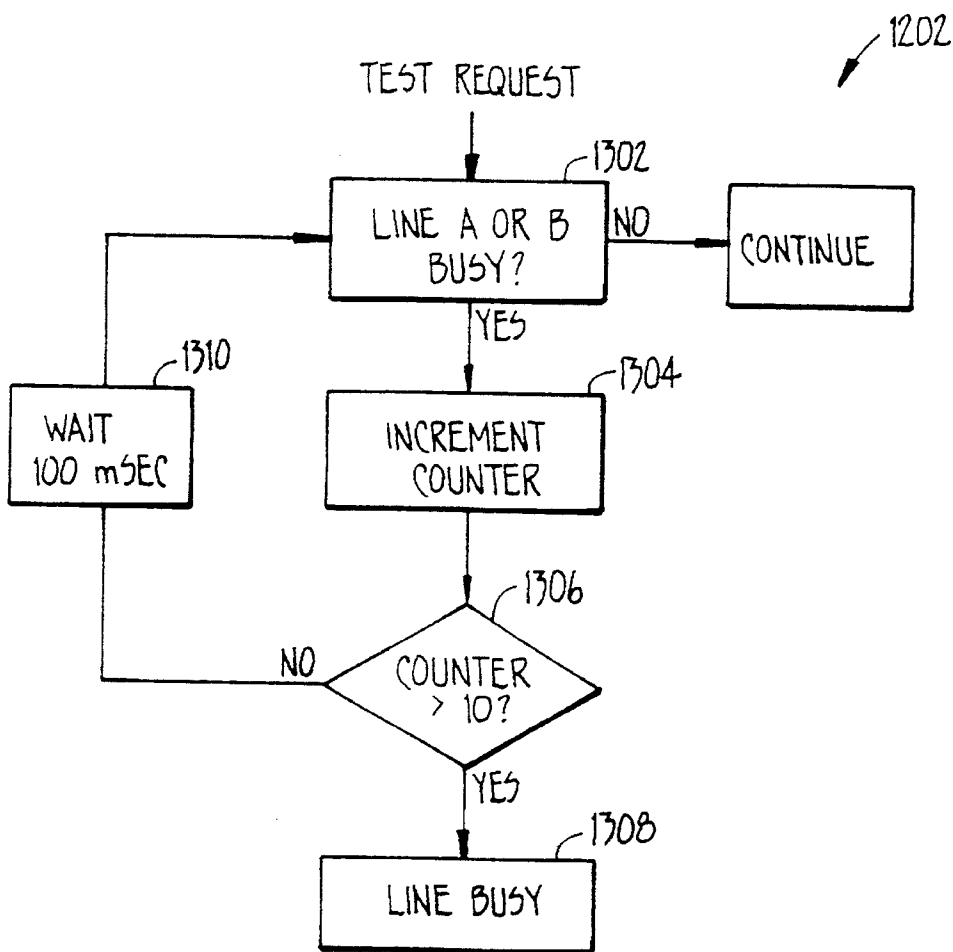 1202
TEST REQUEST
1302
LINE A OR B
BUSY?
NO
CONTINUE
YES
1310
WAIT
100 mSEC
1304
INCREMENT
COUNTER
1306
COUNTER
> 10?
NO
YES
1308
LINE BUSY